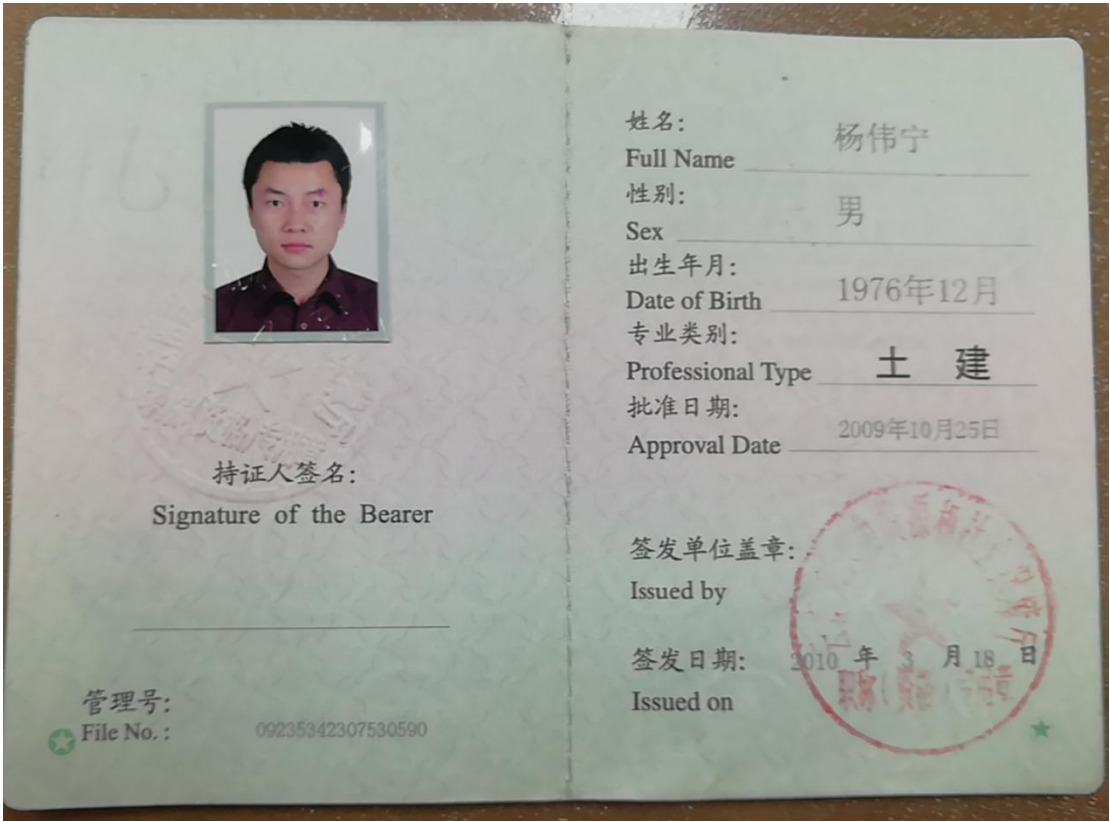 持证人签名:
Signature of the Bearer
管理号:
File No. : 09235342307530590
姓名: 杨伟宁
Full Name
性别: 男
Sex
出生年月: 1976年12月
Date of Birth
专业类别: 土 建
Professional Type
批准日期: 2009年10月25日
Approval Date
签发单位盖章:
Issued by
签发日期: 2010 年 3 月 18 日
Issued on